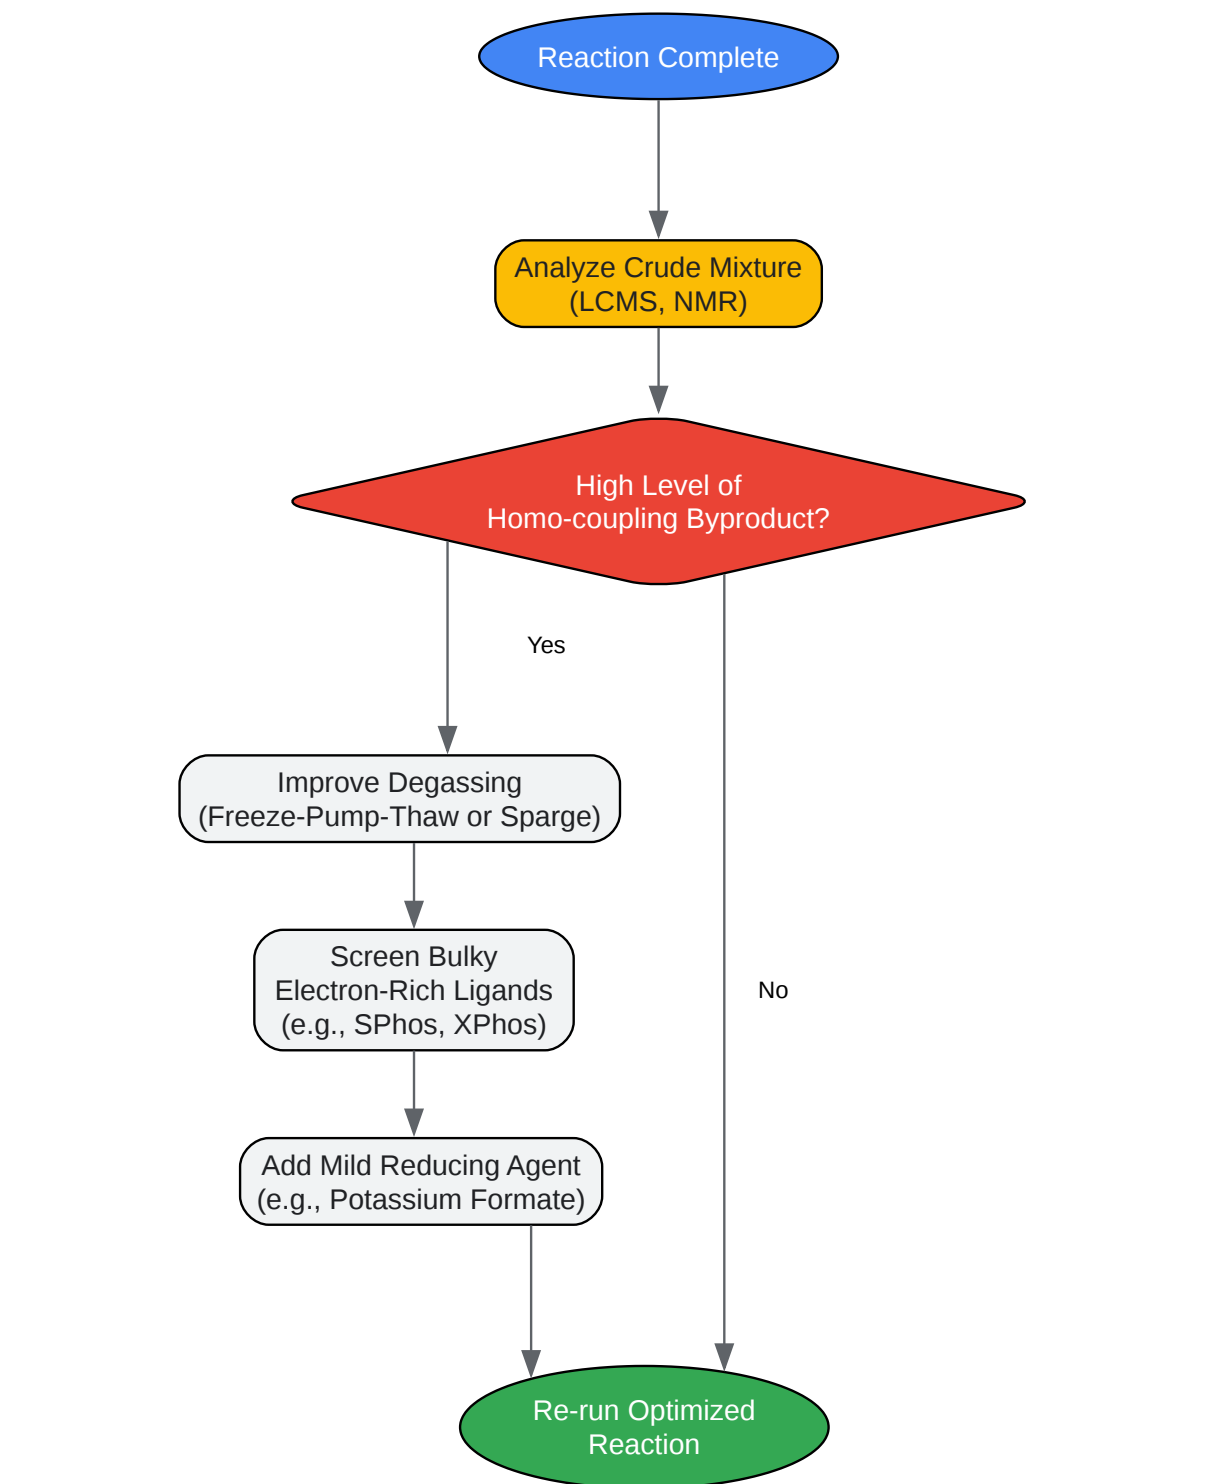 Reaction Complete
Analyze Crude Mixture
(LCMS, NMR)
High Level of
Homo-coupling Byproduct?
Yes
Improve Degassing
(Freeze-Pump-Thaw or Sparge)
Screen Bulky
Electron-Rich Ligands
(e.g., SPhos, XPhos)
No
Add Mild Reducing Agent
(e.g., Potassium Formate)
Re-run Optimized
Reaction